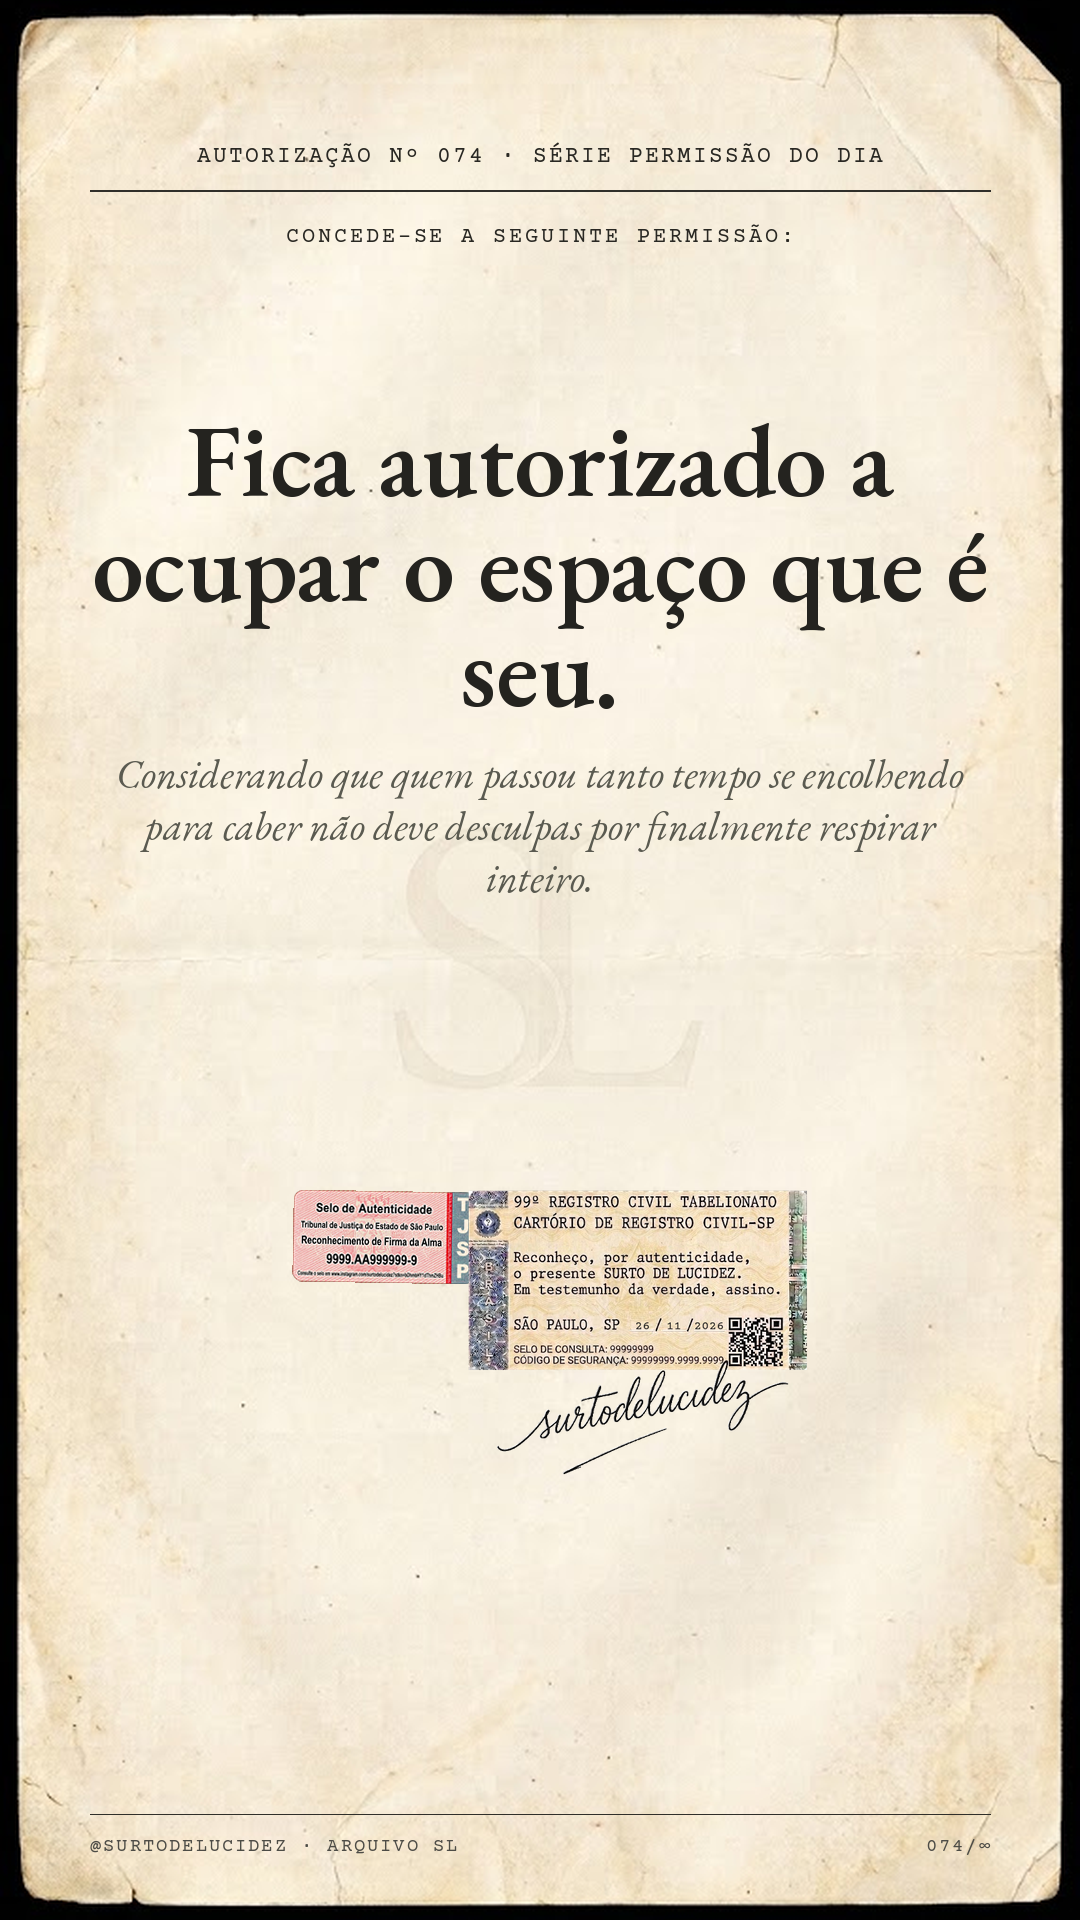 AUTORIZAÇÃO Nº 074 · SÉRIE PERMISSÃO DO DIA
CONCEDE-SE A SEGUINTE PERMISSÃO:
Fica autorizado a
ocupar o espaço que é
seu.
Considerando que quem passou tanto tempo se encolhendo
para caber não deve desculpas por finalmente respirar
inteiro.
SL
Selo de Autenticidade
Tribunal de Justiça do Estado de São Paulo
Reconhecimento de Firma da Alma
9999.AA999999-9
TJSP
BRASIL
99º REGISTRO CIVIL TABELIONATO
CARTÓRIO DE REGISTRO CIVIL-SP
Reconheço, por autenticidade,
o presente SURTO DE LUCIDEZ.
Em testemunho da verdade, assino.
SÃO PAULO, SP 26 / 11 /2026
SELO DE CONSULTA: 99999999
CÓDIGO DE SEGURANÇA: 99999999.9999.9999
surtodelucidez
@SURTODELUCIDEZ · ARQUIVO SL
074/∞